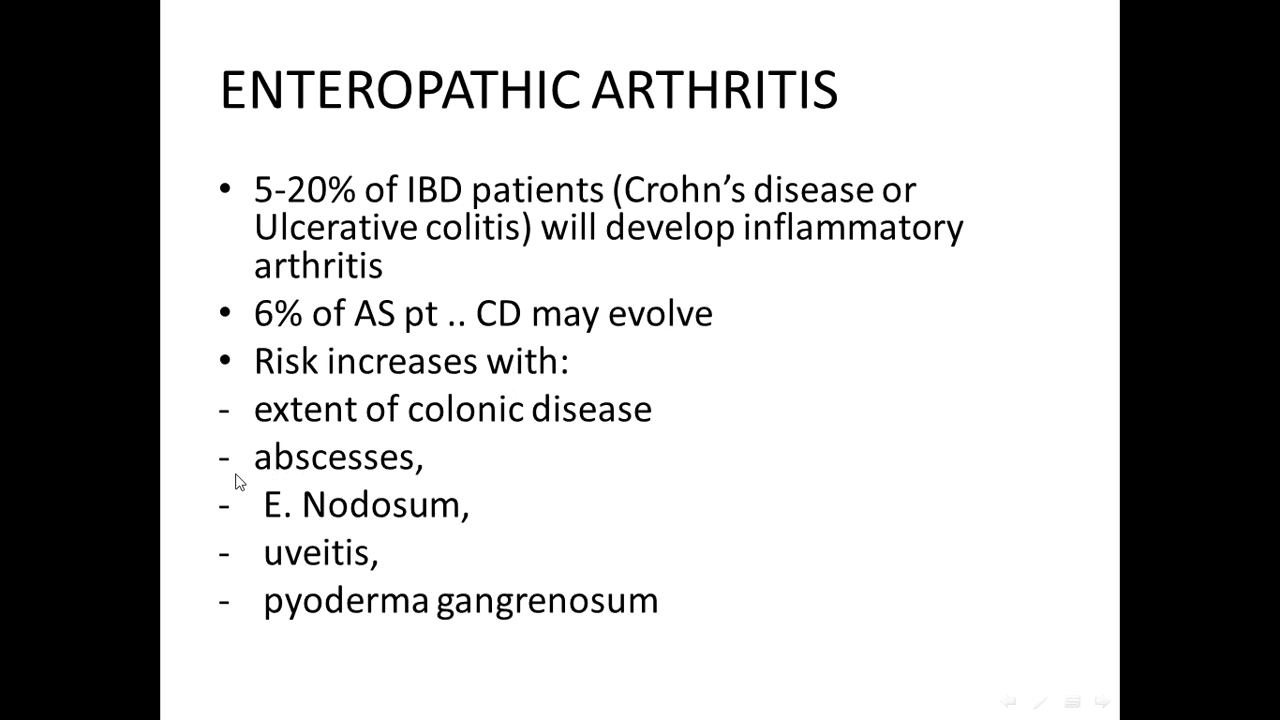 ENTEROPATHIC ARTHRITIS
• 5-20% of IBD patients (Crohn’s disease or
Ulcerative colitis) will develop inflammatory
arthritis
• 6% of AS pt .. CD may evolve
• Risk increases with:
- extent of colonic disease
- abscesses,
- E. Nodosum,
- uveitis,
- pyoderma gangrenosum